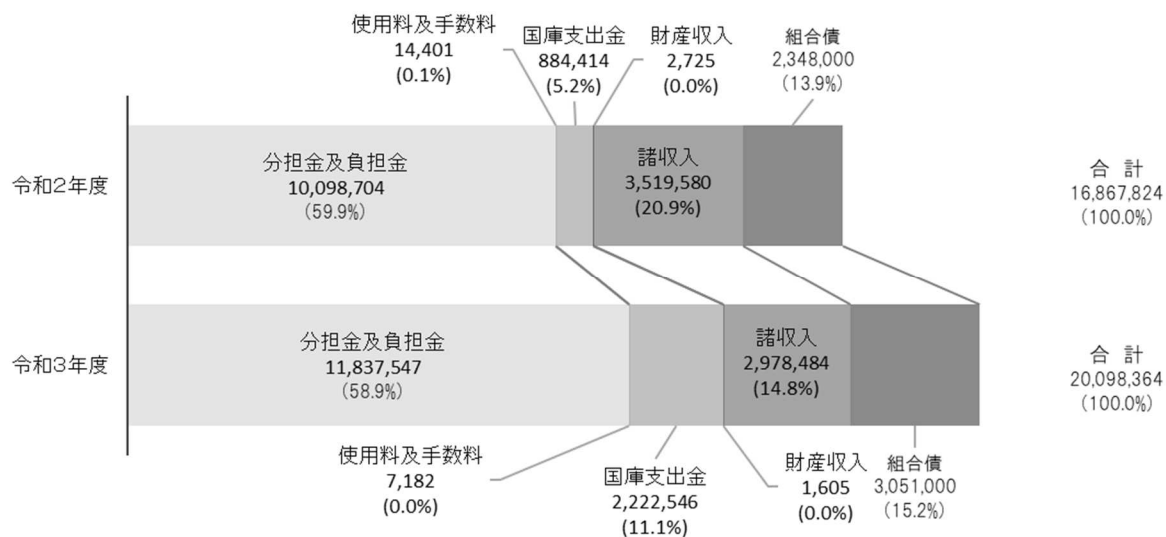 使用料及手数料
14,401
(0.1%)
国庫支出金
884,414
(5.2%)
財産収入
2,725
(0.0%)
組合債
2,348,000
(13.9%)
令和2年度
分担金及負担金
10,098,704
(59.9%)
諸収入
3,519,580
(20.9%)
合 計
16,867,824
(100.0%)
令和3年度
分担金及負担金
11,837,547
(58.9%)
諸収入
2,978,484
(14.8%)
合 計
20,098,364
(100.0%)
使用料及手数料
7,182
(0.0%)
国庫支出金
2,222,546
(11.1%)
財産収入
1,605
(0.0%)
組合債
3,051,000
(15.2%)